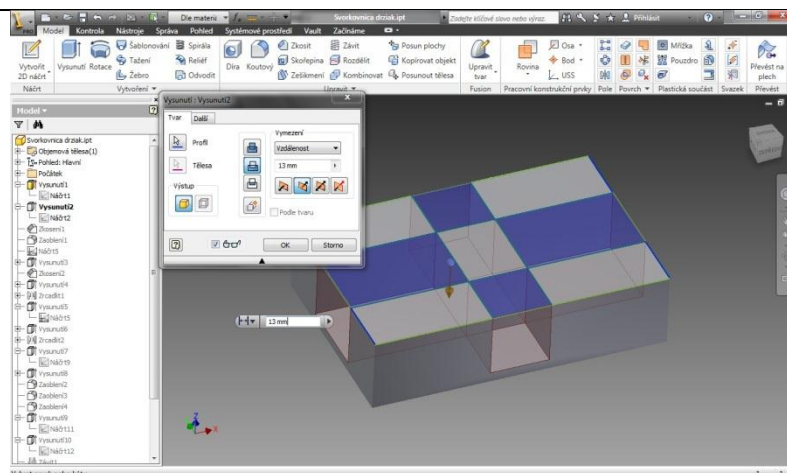 PRO
Dle materiá
Svorkovnica drziak.ipt
Zadejte klíčové slovo nebo výraz.
Přihlásit
Model Kontrola Nástroje Správa Pohled Systémové prostředí Vault Začínáme
Vytvořit 2D náčrt
Vysunutí
Rotace
Šablonování
Tažení
Žebro
Spirála
Reliéf
Odvodit
Díra
Koutový
Zkosit
Skořepina
Zešikmení
Závit
Rozdělit
Kombinovat
Posun plochy
Kopírovat objekt
Posunout tělesa
Upravit tvar
Rovina
Osa
Bod
USS
Mřížka
Pouzdro
Převést na plech
Náčrt
Vytvoření
Upravit
Fusion
Pracovní konstrukční prvky
Pole
Povrch
Plastická součást
Svazek
Převést
Model
Svorkovnica drziak.ipt
Objemová tělesa(1)
Pohled: Hlavní
Počátek
Vysunutí1
Náčrt1
Vysunutí2
Náčrt2
Zkosení1
Zaoblení1
Náčrt5
Vysunutí3
Zkosení2
Vysunutí4
Zrcadlit1
Vysunutí5
Náčrt5
Vysunutí6
Zrcadlit2
Vysunutí7
Náčrt9
Vysunutí8
Zaoblení2
Zaoblení3
Zaoblení4
Vysunutí9
Náčrt11
Vysunutí10
Náčrt12
Závit1
Vysunutí : Vysunutí2
Tvar
Další
Profil
Tělesa
Výstup
Vymezení
Vzdálenost
13 mm
Podle tvaru
OK
Storno
13 mm
Z
X